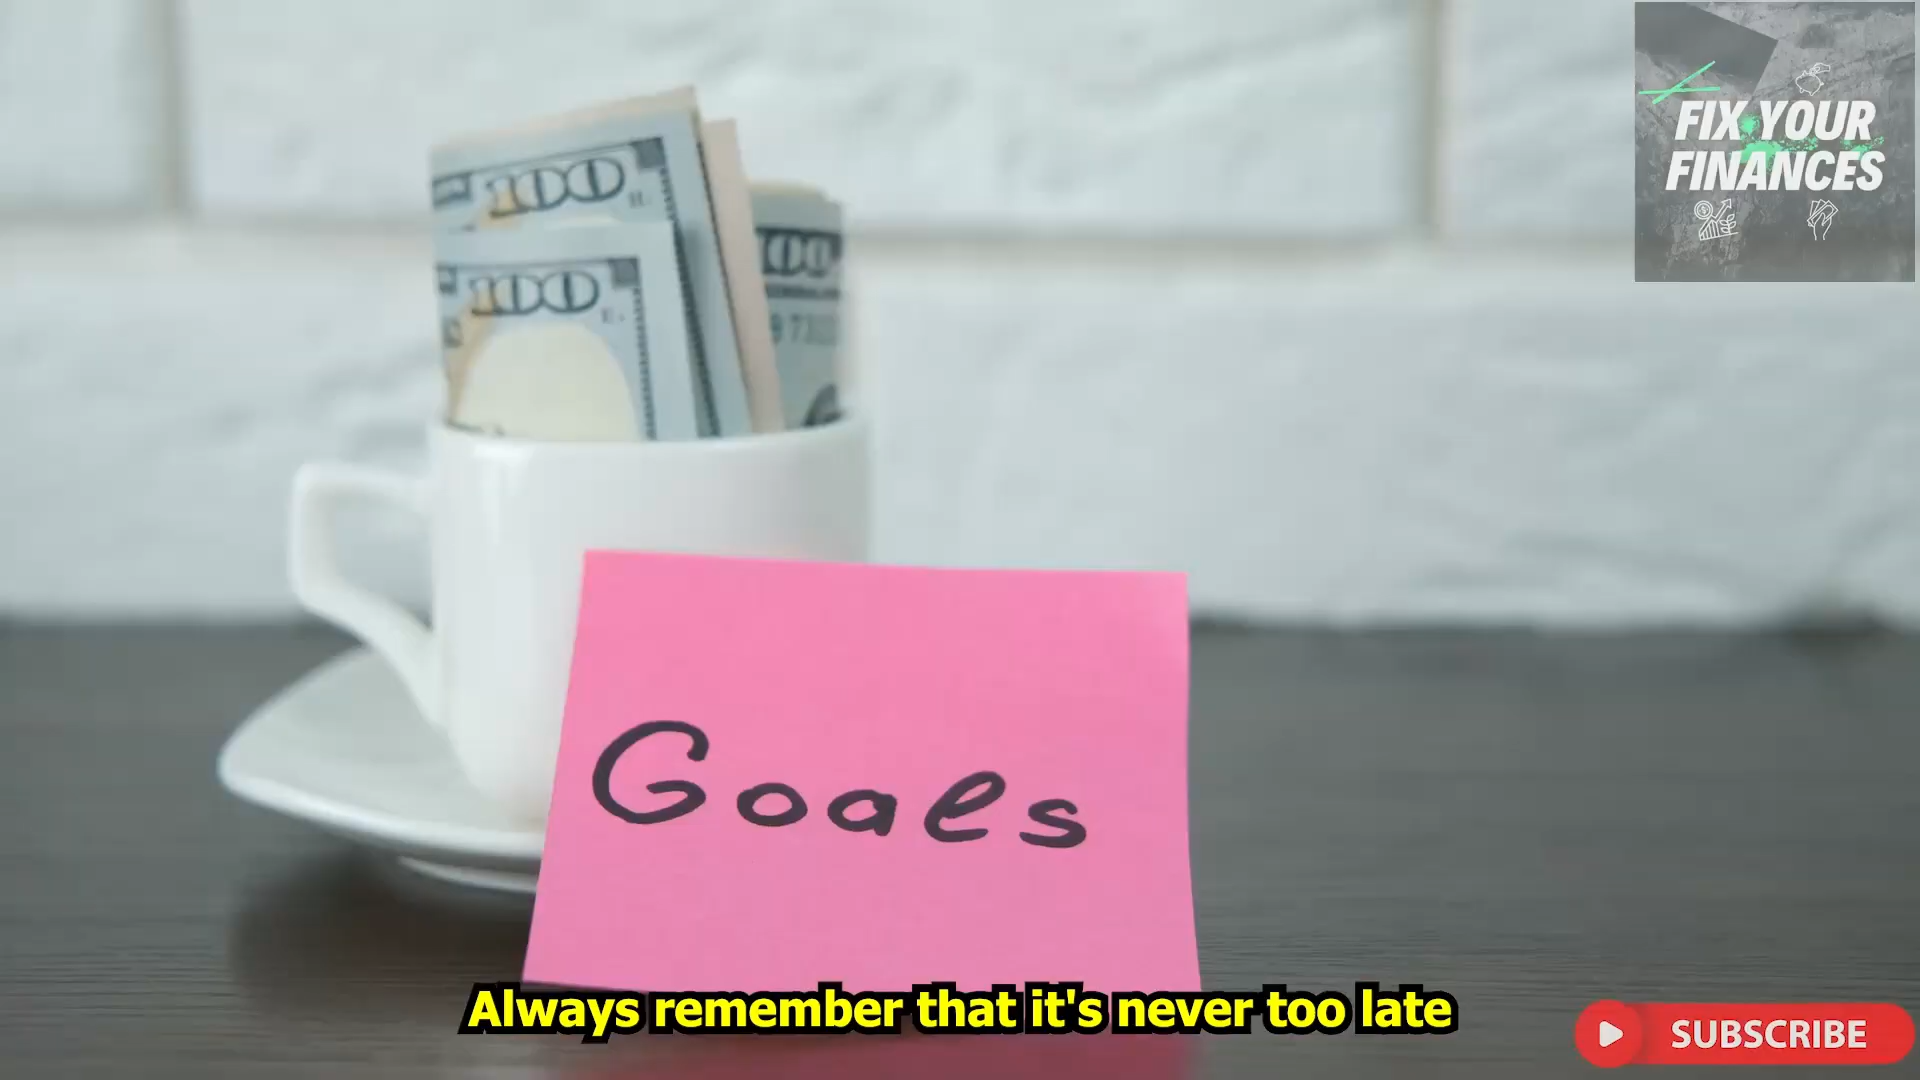 FIX YOUR
FINANCES
100
100
100
Goals
Always remember that it's never too late
SUBSCRIBE